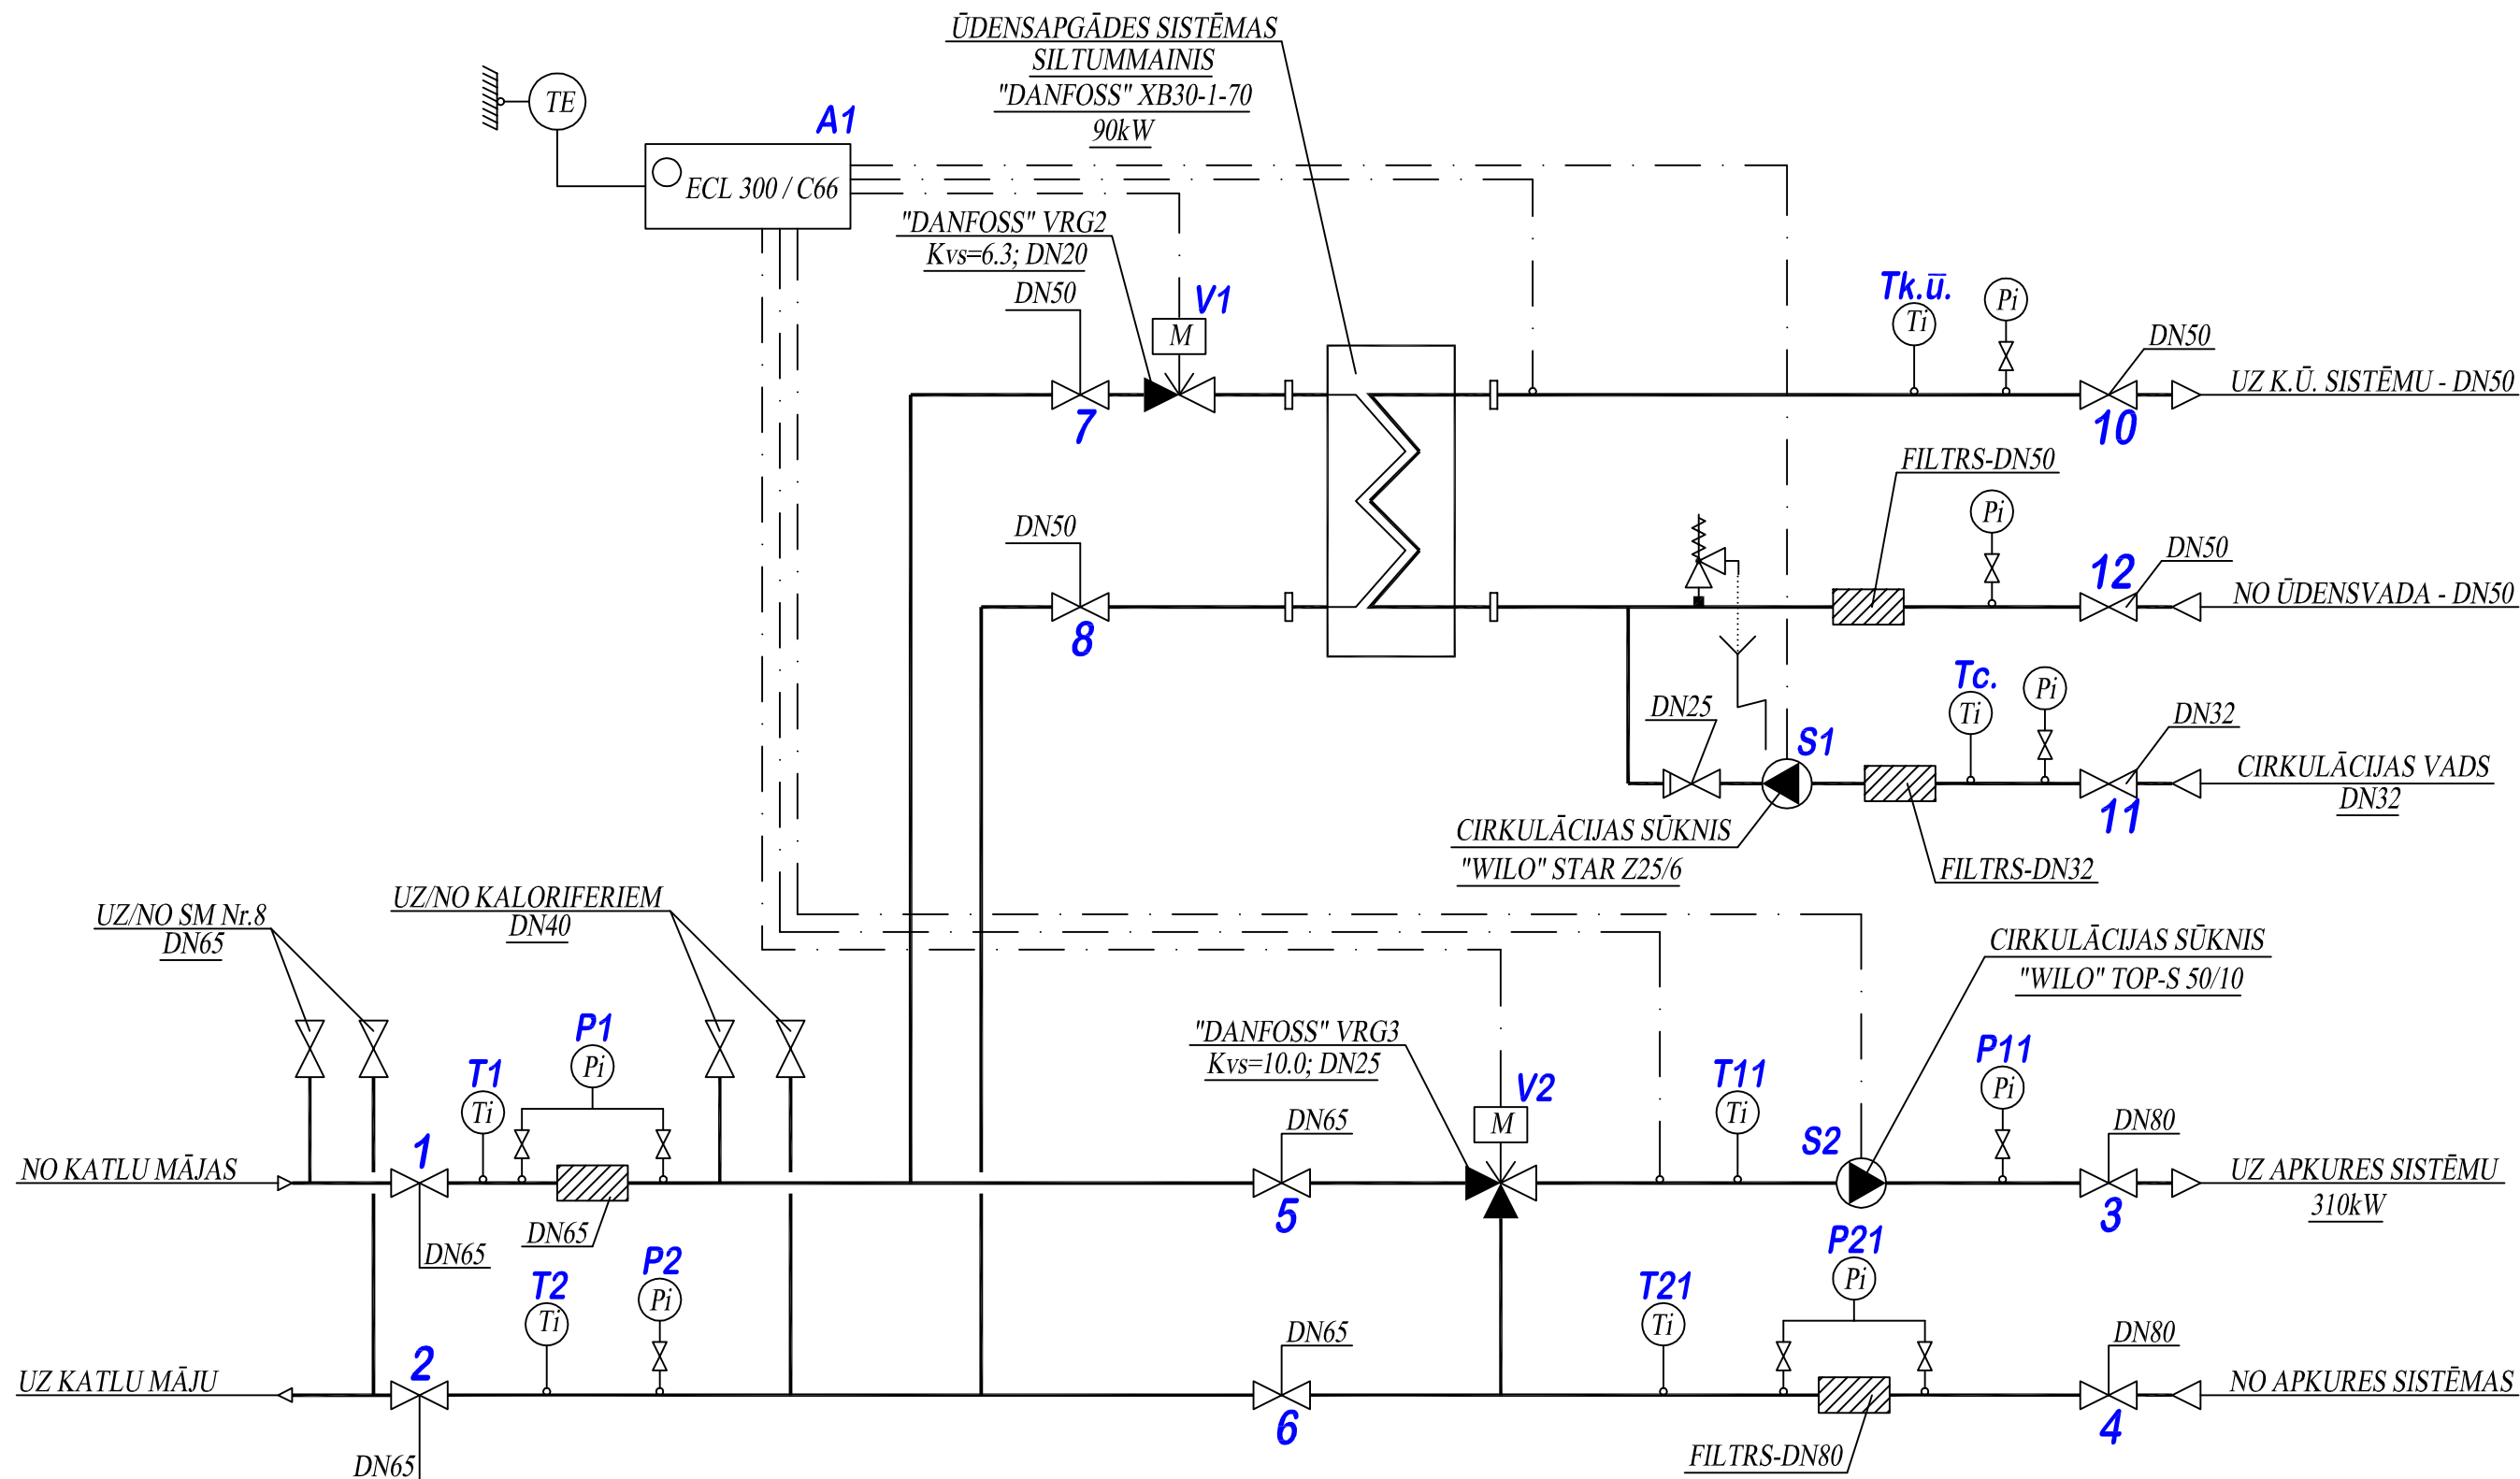 ŪDENSAPGĀDES SISTĒMAS
SILTUMMAINIS
"DANFOSS" XB30-1-70
90kW
TE
A1
ECL 300 / C66
"DANFOSS" VRG2
Kvs=6.3; DN20
DN50
V1
M
7
Tk.ū.
Ti
Pi
DN50
10
UZ K.Ū. SISTĒMU - DN50
FILTRS-DN50
Pi
DN50
8
12
DN50
NO ŪDENSVADA - DN50
Tc.
Ti
Pi
DN25
S1
DN32
11
CIRKULĀCIJAS VADS
DN32
CIRKULĀCIJAS SŪKNIS
"WILO" STAR Z25/6
FILTRS-DN32
UZ/NO SM Nr.8
DN65
UZ/NO KALORIFERIEM
DN40
CIRKULĀCIJAS SŪKNIS
"WILO" TOP-S 50/10
P1
Pi
T1
Ti
"DANFOSS" VRG3
Kvs=10.0; DN25
V2
M
T11
Ti
P11
Pi
S2
DN65
DN80
NO KATLU MĀJAS
1
DN65
DN65
5
3
UZ APKURES SISTĒMU
310kW
T2
Ti
P2
Pi
T21
Ti
P21
Pi
DN65
DN80
UZ KATLU MĀJU
2
DN65
6
FILTRS-DN80
4
NO APKURES SISTĒMAS